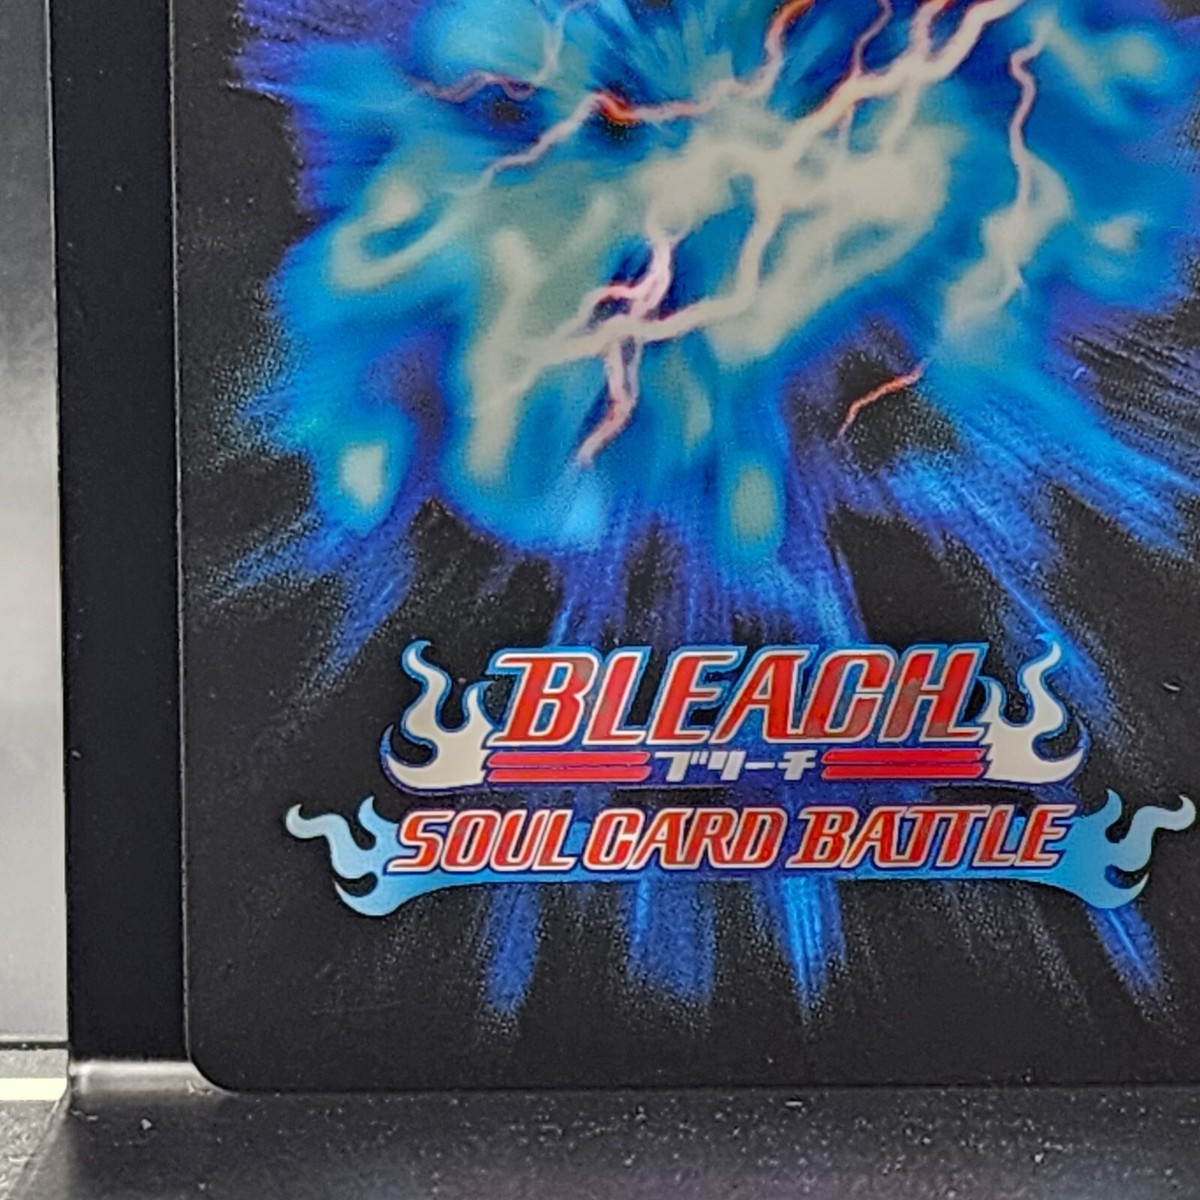 BLEACH
ブリーチ
SOUL CARD BATTLE